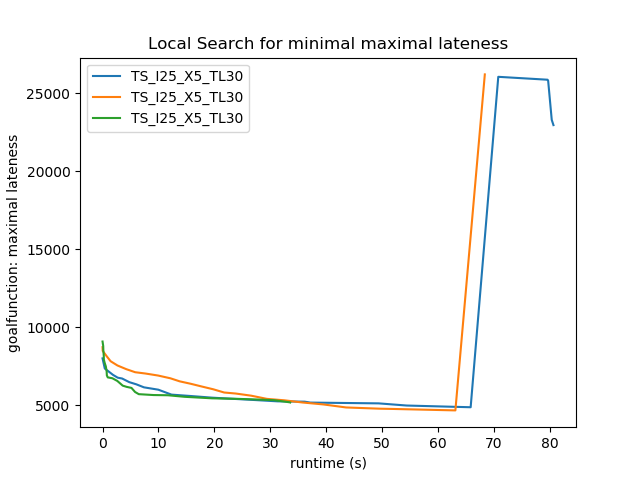 Local Search for minimal maximal lateness
TS_I25_X5_TL30
TS_I25_X5_TL30
TS_I25_X5_TL30
goalfunction: maximal lateness
25000
20000
15000
10000
5000
0 10 20 30 40 50 60 70 80
runtime (s)